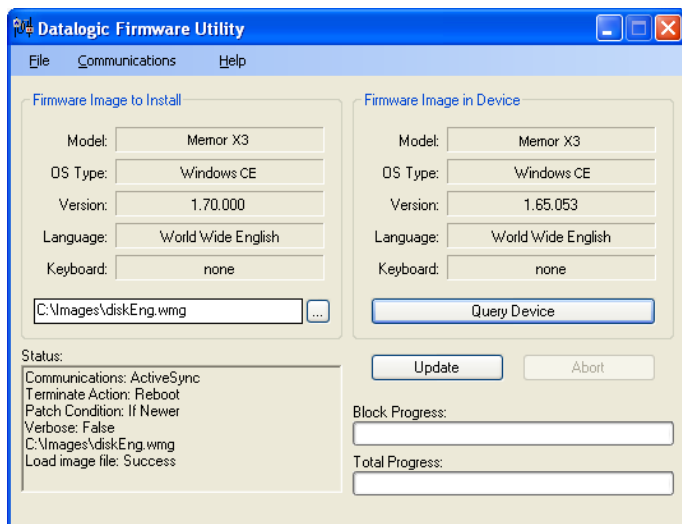 Datalogic Firmware Utility
File Communications Help
Firmware Image to Install
Model: Memor X3
OS Type: Windows CE
Version: 1.70.000
Language: World Wide English
Keyboard: none
C:\Images\diskEng.wmg ...
Firmware Image in Device
Model: Memor X3
OS Type: Windows CE
Version: 1.65.053
Language: World Wide English
Keyboard: none
Query Device
Status:
Communications: ActiveSync
Terminate Action: Reboot
Patch Condition: If Newer
Verbose: False
C:\Images\diskEng.wmg
Load image file: Success
Update Abort
Block Progress:
Total Progress: